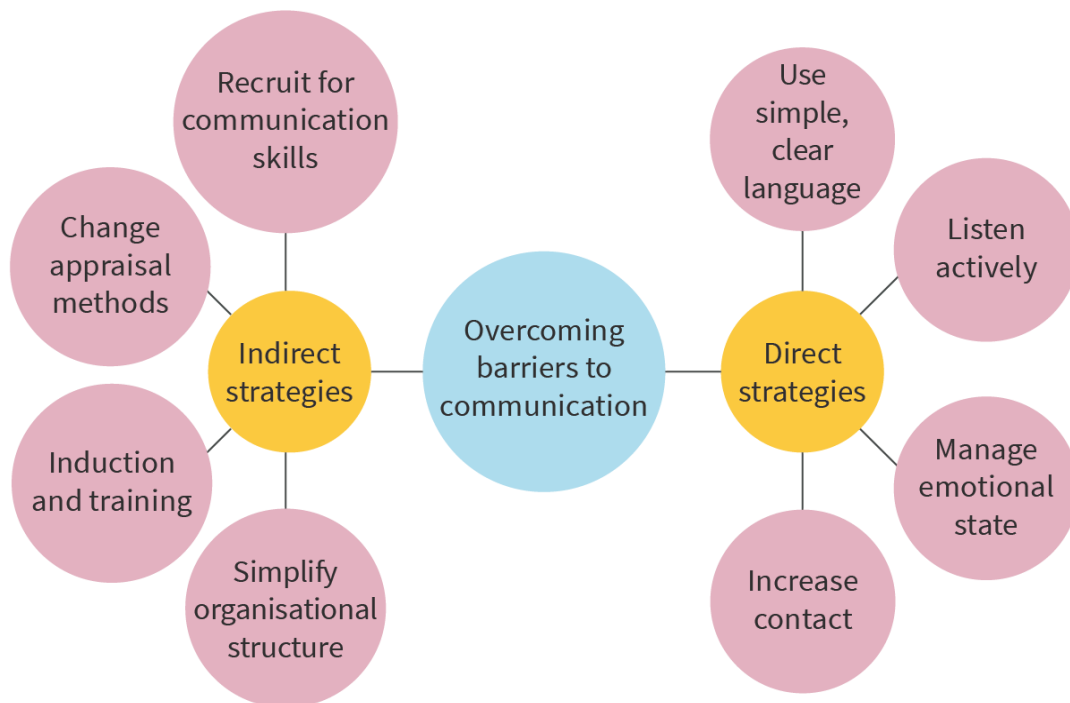 Recruit for
communication
skills
Change
appraisal
methods
Indirect
strategies
Induction
and training
Simplify
organisational
structure
Overcoming
barriers to
communication
Use
simple,
clear
language
Listen
actively
Direct
strategies
Manage
emotional
state
Increase
contact